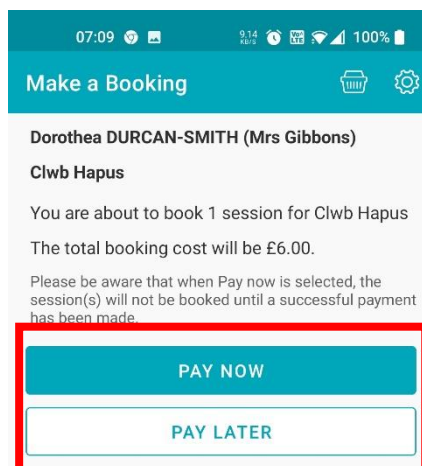 07:09 9.14 KB/S Vo) LTE 100%
Make a Booking
Dorothea DURCAN-SMITH (Mrs Gibbons)
Clwb Hapus
You are about to book 1 session for Clwb Hapus
The total booking cost will be £6.00.
Please be aware that when Pay now is selected, the
session(s) will not be booked until a successful payment
has been made.
PAY NOW
PAY LATER